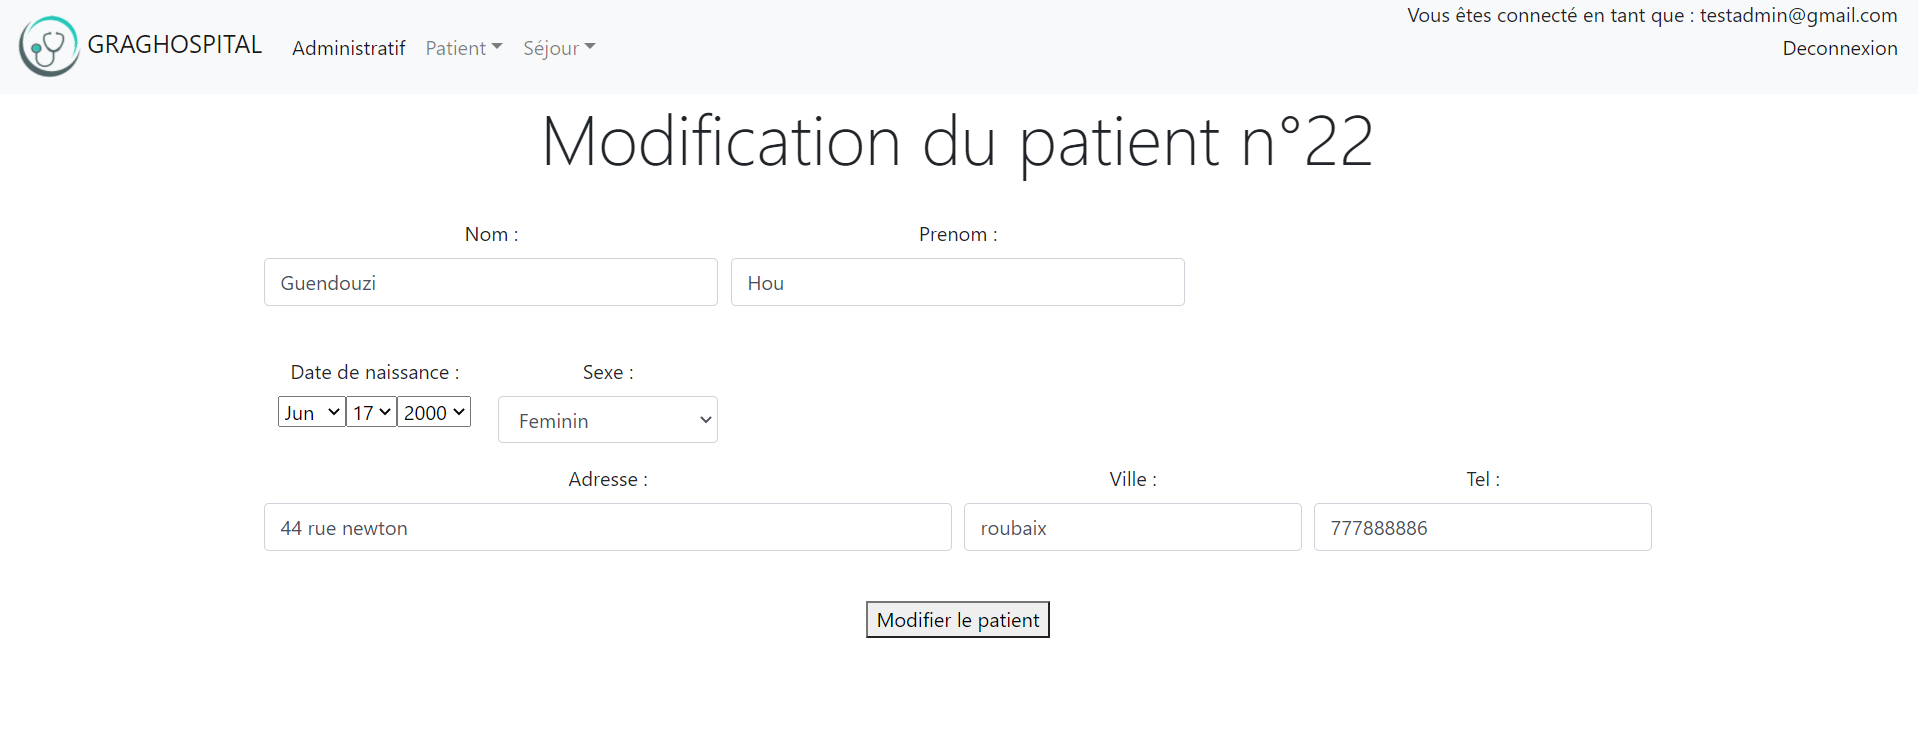 Vous êtes connecté en tant que : testadmin@gmail.com
GRAGHOSPITAL Administratif Patient Séjour Deconnexion
Modification du patient n°22
Nom : Prenom :
Guendouzi Hou
Date de naissance : Sexe :
Jun 17 2000 Feminin
Adresse : Ville : Tel :
44 rue newton roubaix 777888886
Modifier le patient